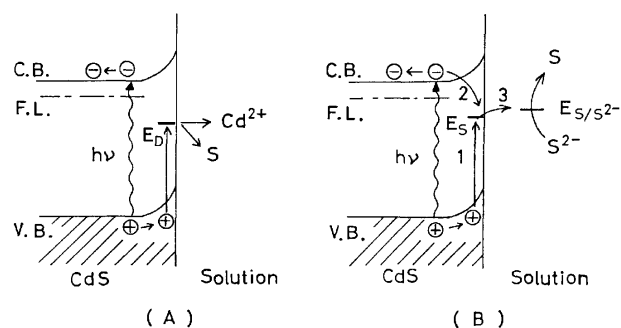 C.B.
F.L.
hν
E_D
Cd²⁺
S
V.B.
CdS
Solution
( A )
C.B.
F.L.
hν
2
3
E_S
1
S
E_S/S²⁻
S²⁻
V.B.
CdS
Solution
( B )